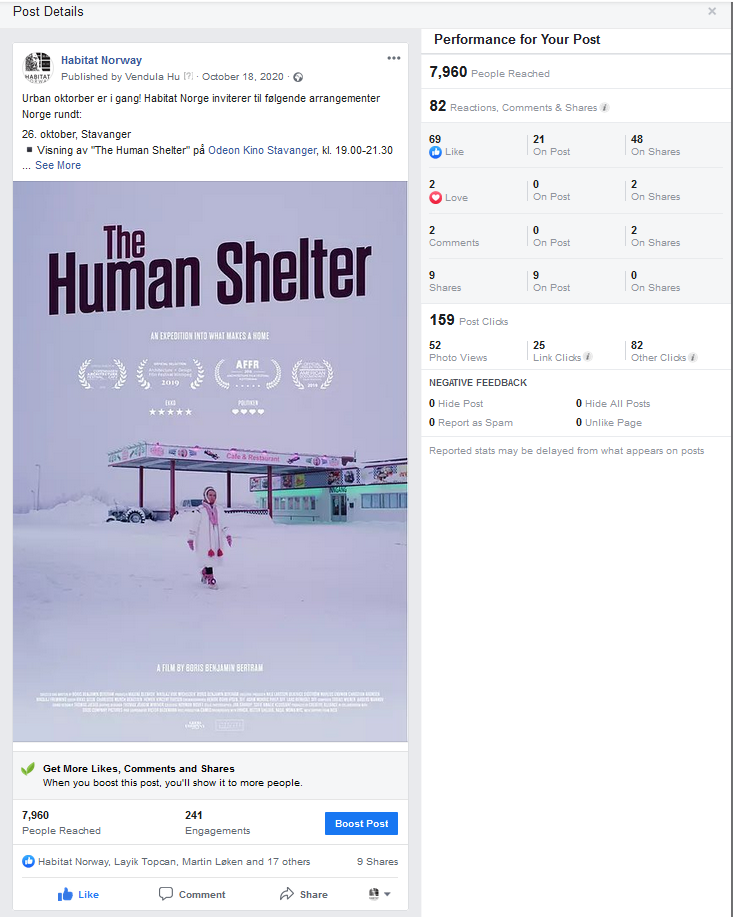 Post Details
×
Habitat Norway
Published by Vendula Hu [?] · October 18, 2020 ·
Urban oktorber er i gang! Habitat Norge inviterer til følgende arrangementer
Norge rundt:
26. oktober, Stavanger
▪ Visning av "The Human Shelter" på Odeon Kino Stavanger, kl. 19.00-21.30
... See More
The
Human Shelter
AN EXPEDITION INTO WHAT MAKES A HOME
OFFICIAL SELECTION
2019
AFFR
EKKO
★★★★★
POLITIKEN
Cafe & Restaurant
A FILM BY BORIS BENJAMIN BERTRAM
Get More Likes, Comments and Shares
When you boost this post, you'll show it to more people.
7,960
People Reached
241
Engagements
Boost Post
Habitat Norway, Layik Topcan, Martin Løken and 17 others
9 Shares
Like
Comment
Share
Performance for Your Post
7,960 People Reached
82 Reactions, Comments & Shares
69 Like
21 On Post
48 On Shares
2 Love
0 On Post
2 On Shares
2 Comments
0 On Post
2 On Shares
9 Shares
9 On Post
0 On Shares
159 Post Clicks
52 Photo Views
25 Link Clicks
82 Other Clicks
NEGATIVE FEEDBACK
0 Hide Post
0 Hide All Posts
0 Report as Spam
0 Unlike Page
Reported stats may be delayed from what appears on posts